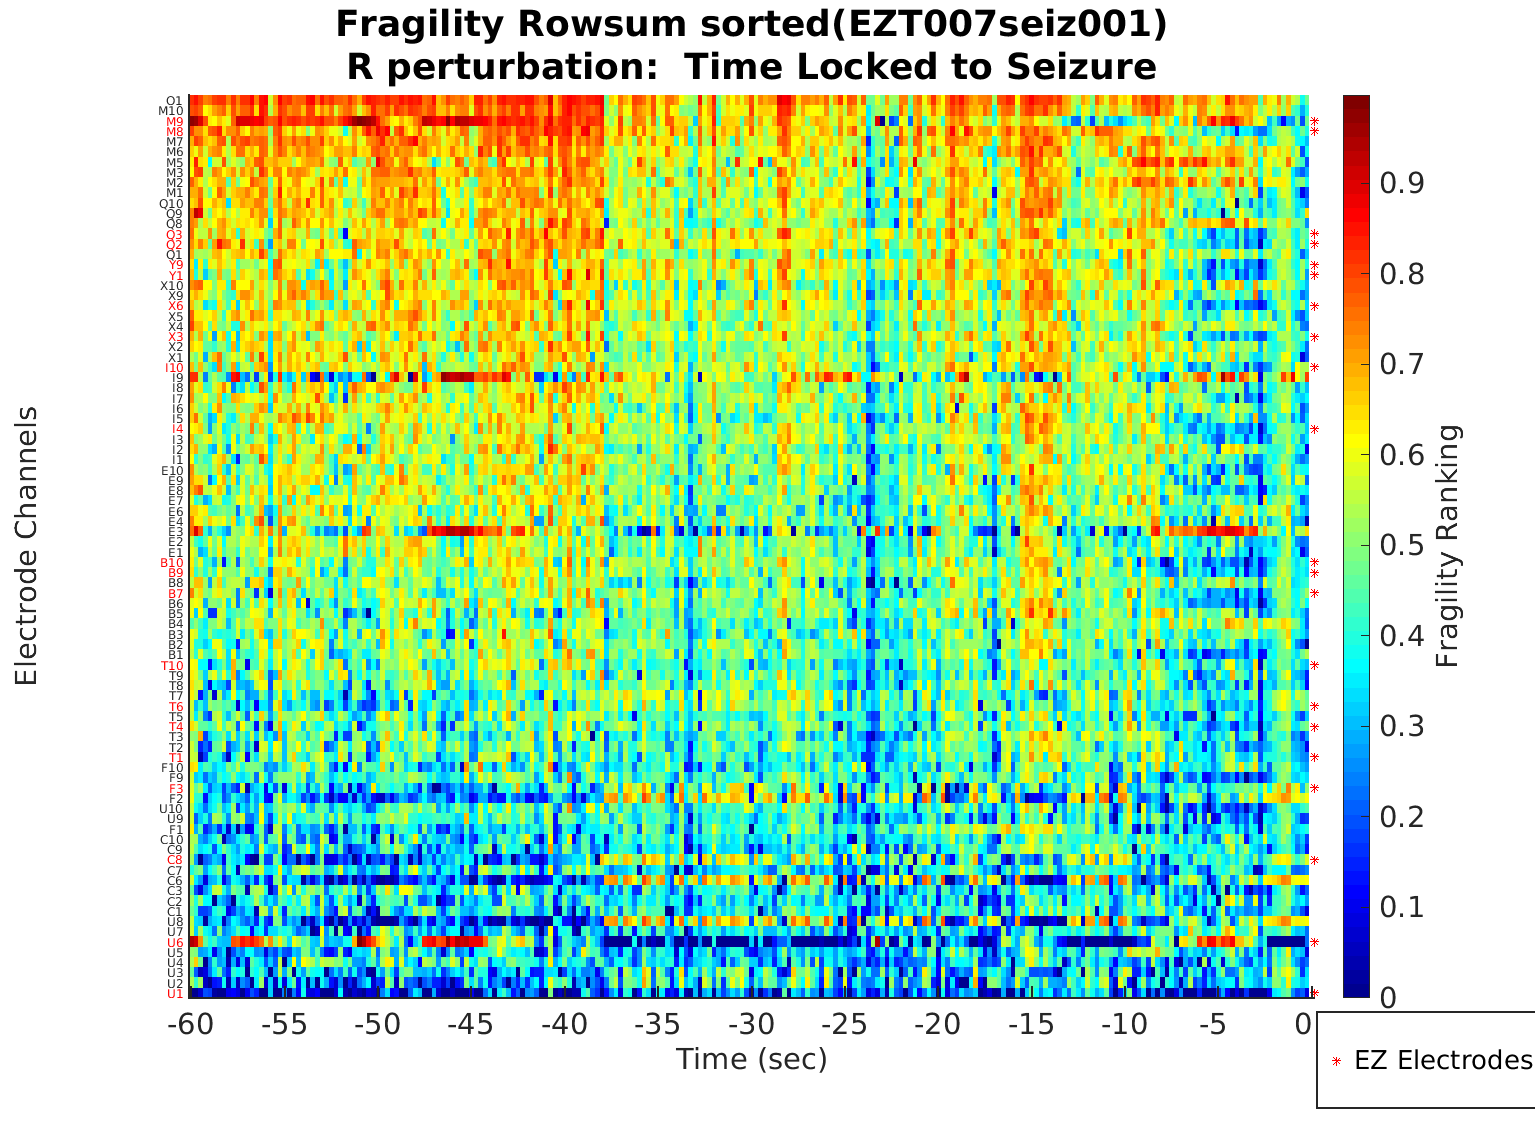 Fragility Rowsum sorted(EZT007seiz001)
R perturbation:  Time Locked to Seizure
Electrode Channels
O1
M10
M9
M8
M7
M6
M5
M3
M2
M1
Q10
Q9
Q8
Q3
Q2
Q1
Y9
Y1
X10
X9
X6
X5
X4
X3
X2
X1
I10
I9
I8
I7
I6
I5
I4
I3
I2
I1
E10
E9
E8
E7
E6
E4
E3
E2
E1
B10
B9
B8
B7
B6
B5
B4
B3
B2
B1
T10
T9
T8
T7
T6
T5
T4
T3
T2
T1
F10
F9
F3
F2
U10
U9
F1
C10
C9
C8
C7
C6
C3
C2
C1
U8
U7
U6
U5
U4
U3
U2
U1
-60 -55 -50 -45 -40 -35 -30 -25 -20 -15 -10 -5 0
Time (sec)
0.9
0.8
0.7
0.6
0.5
0.4
0.3
0.2
0.1
0
Fragility Ranking
EZ Electrodes